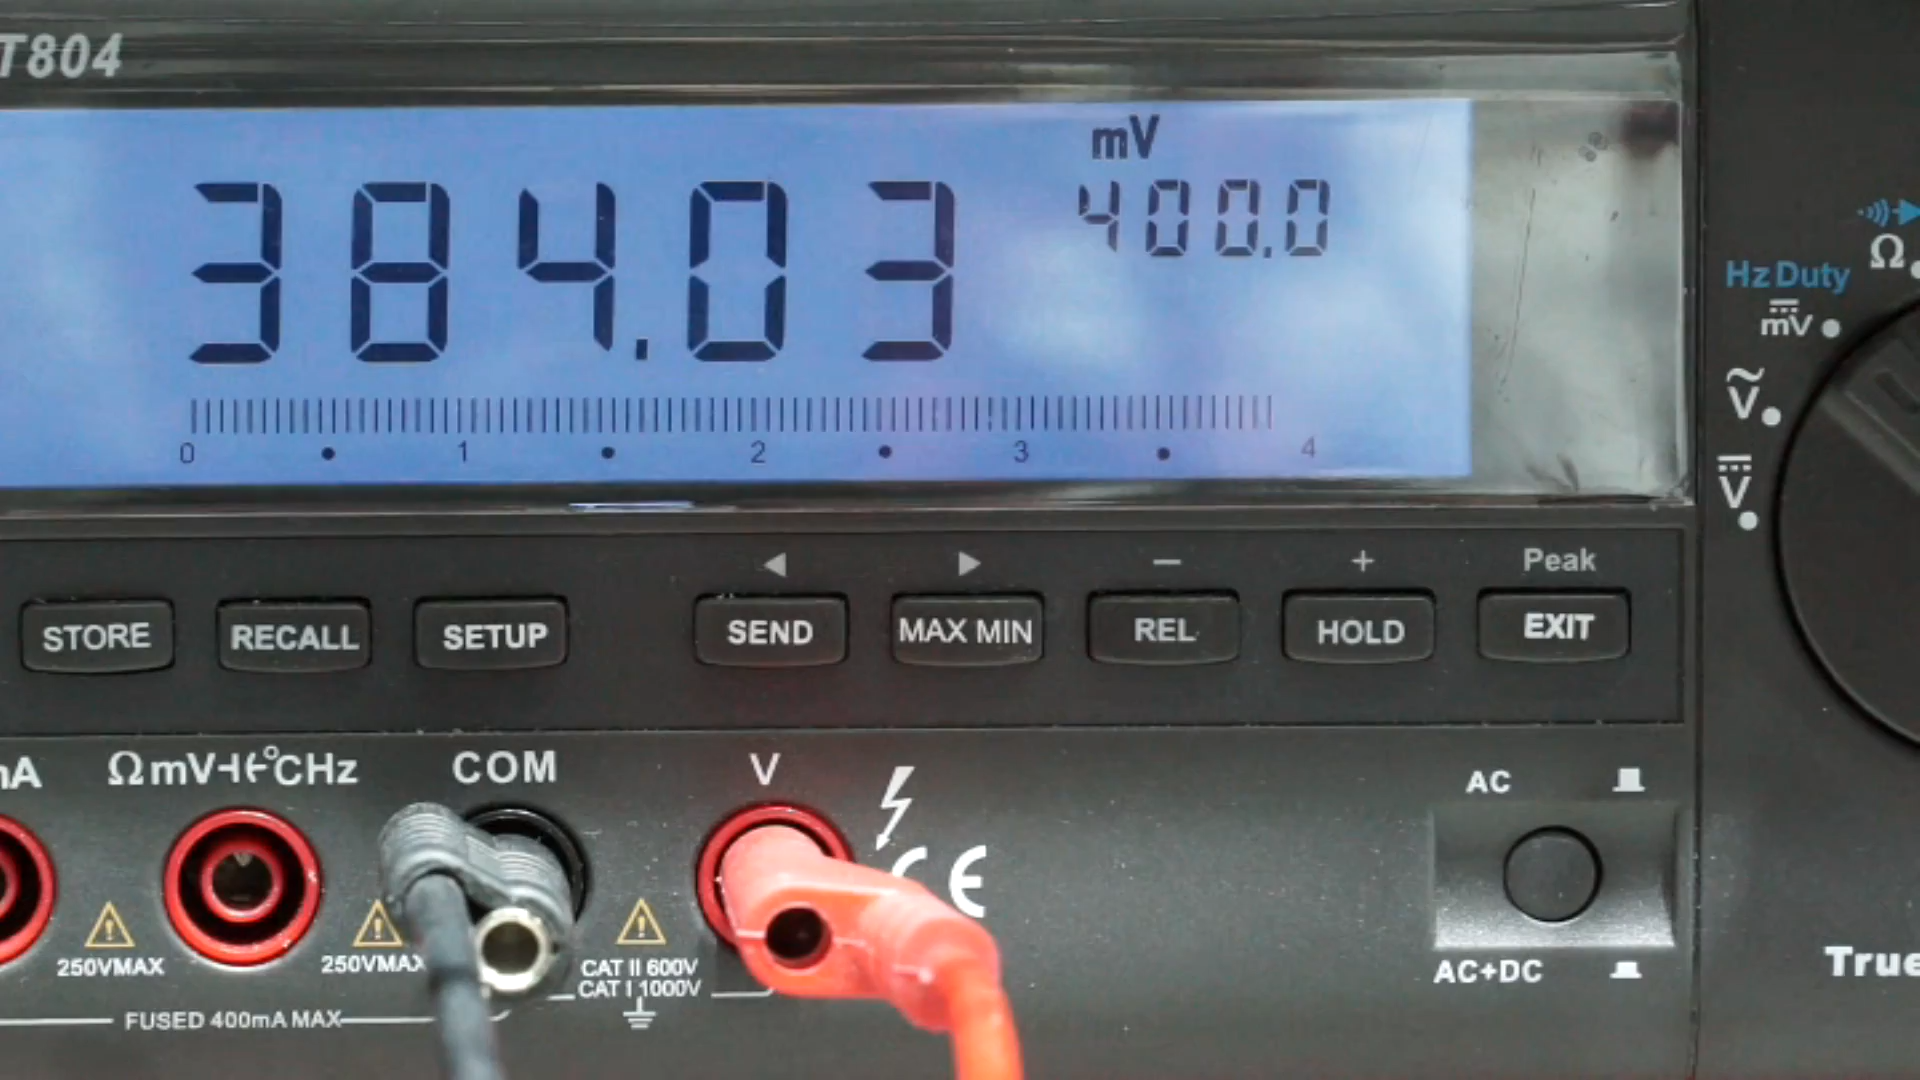 T804
mV
384.03
400.0
0 1 2 3 4
Hz Duty
Ω
mV
V
V
Peak
STORE RECALL SETUP SEND MAX MIN REL HOLD EXIT
mA ΩmV⊣(-°CHz COM V
AC
CE
250VMAX 250VMAX CAT II 600V
CAT I 1000V
AC+DC
True
FUSED 400mA MAX